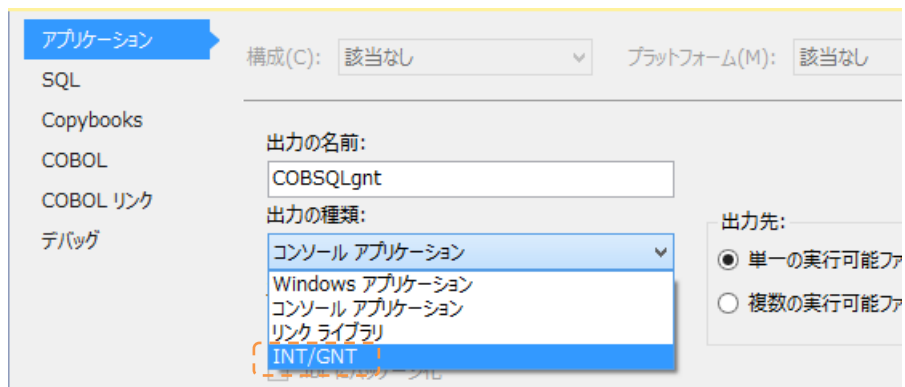 アプリケーション
SQL
Copybooks
COBOL
COBOL リンク
デバッグ
構成(C): 該当なし プラットフォーム(M): 該当なし
出力の名前:
COBSQLgnt
出力の種類:
コンソール アプリケーション
Windows アプリケーション
コンソール アプリケーション
リンク ライブラリ
INT/GNT
出力先:
単一の実行可能ファ
複数の実行可能ファ